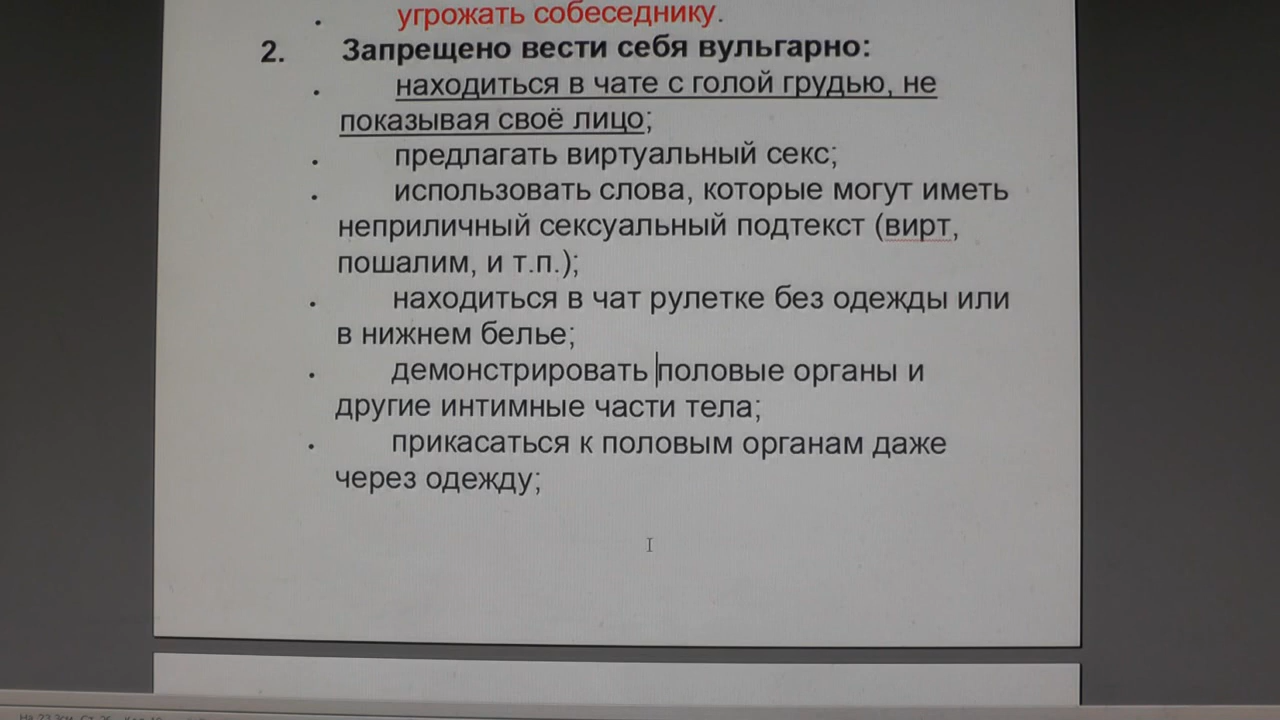 • угрожать собеседнику.
2. Запрещено вести себя вульгарно:
• находиться в чате с голой грудью, не
показывая своё лицо;
• предлагать виртуальный секс;
• использовать слова, которые могут иметь
неприличный сексуальный подтекст (вирт,
пошалим, и т.п.);
• находиться в чат рулетке без одежды или
в нижнем белье;
• демонстрировать половые органы и
другие интимные части тела;
• прикасаться к половым органам даже
через одежду;